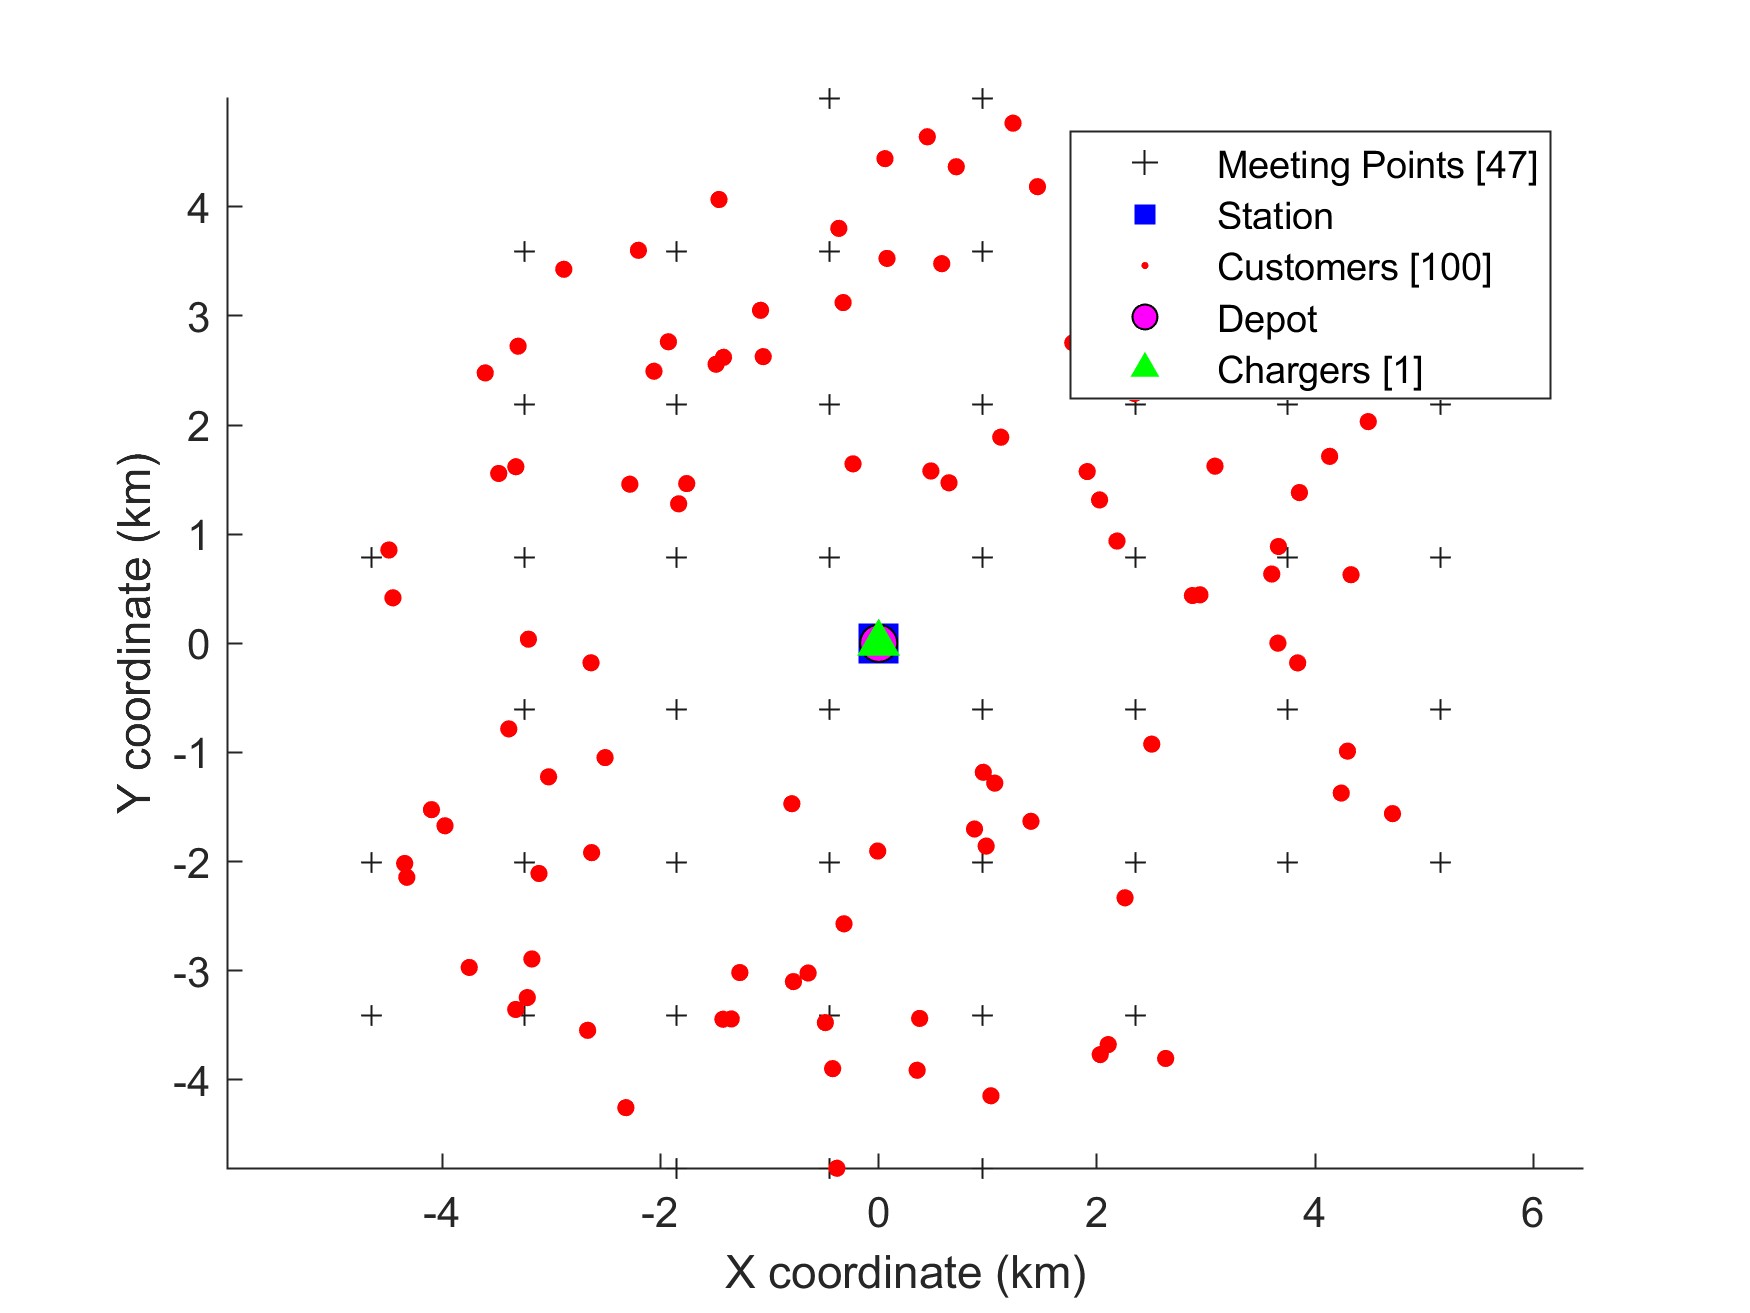 Meeting Points [47]
Station
Customers [100]
Depot
Chargers [1]
4
3
2
1
0
-1
-2
-3
-4
Y coordinate (km)
-4 -2 0 2 4 6
X coordinate (km)